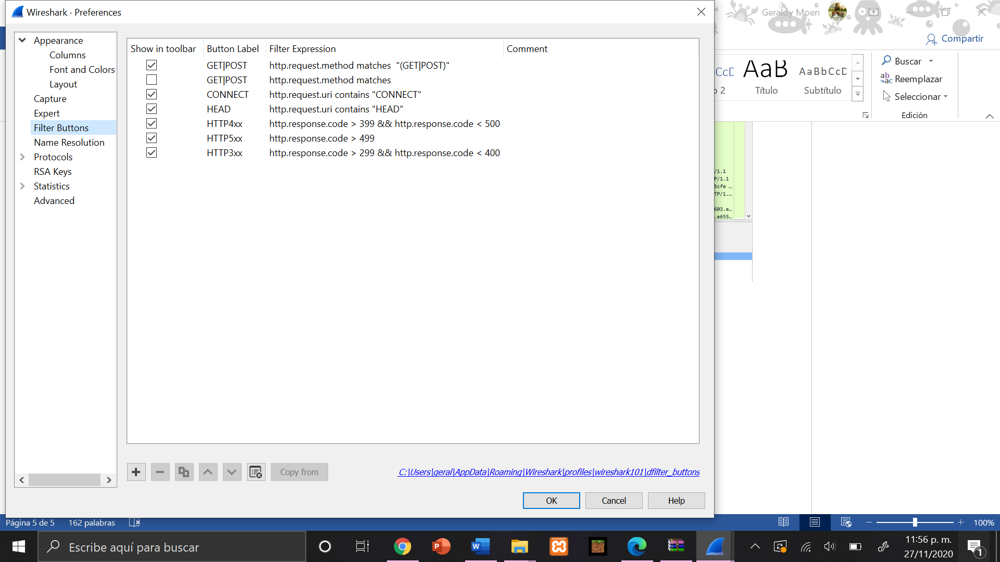 Wireshark · Preferences
Geraldy Moen
Compartir
Appearance
Columns
Font and Colors
Layout
Capture
Expert
Filter Buttons
Name Resolution
Protocols
RSA Keys
Statistics
Advanced
Show in toolbar Button Label Filter Expression Comment
GET|POST http.request.method matches "(GET|POST)"
GET|POST http.request.method matches
CONNECT http.request.uri contains "CONNECT"
HEAD http.request.uri contains "HEAD"
HTTP4xx http.response.code > 399 && http.response.code < 500
HTTP5xx http.response.code > 499
HTTP3xx http.response.code > 299 && http.response.code < 400
CcD AaB AaBbCcD
o 2 Título Subtítulo
Buscar
Reemplazar
Seleccionar
Edición
/1.1
P/1.1
5cfe …
TP/1.…
603.e…
.e655…
Copy from
C:\Users\geral\AppData\Roaming\Wireshark\profiles\wireshark101\dfilter_buttons
OK Cancel Help
Página 5 de 5 162 palabras 100%
Escribe aquí para buscar
11:56 p. m.
27/11/2020
1